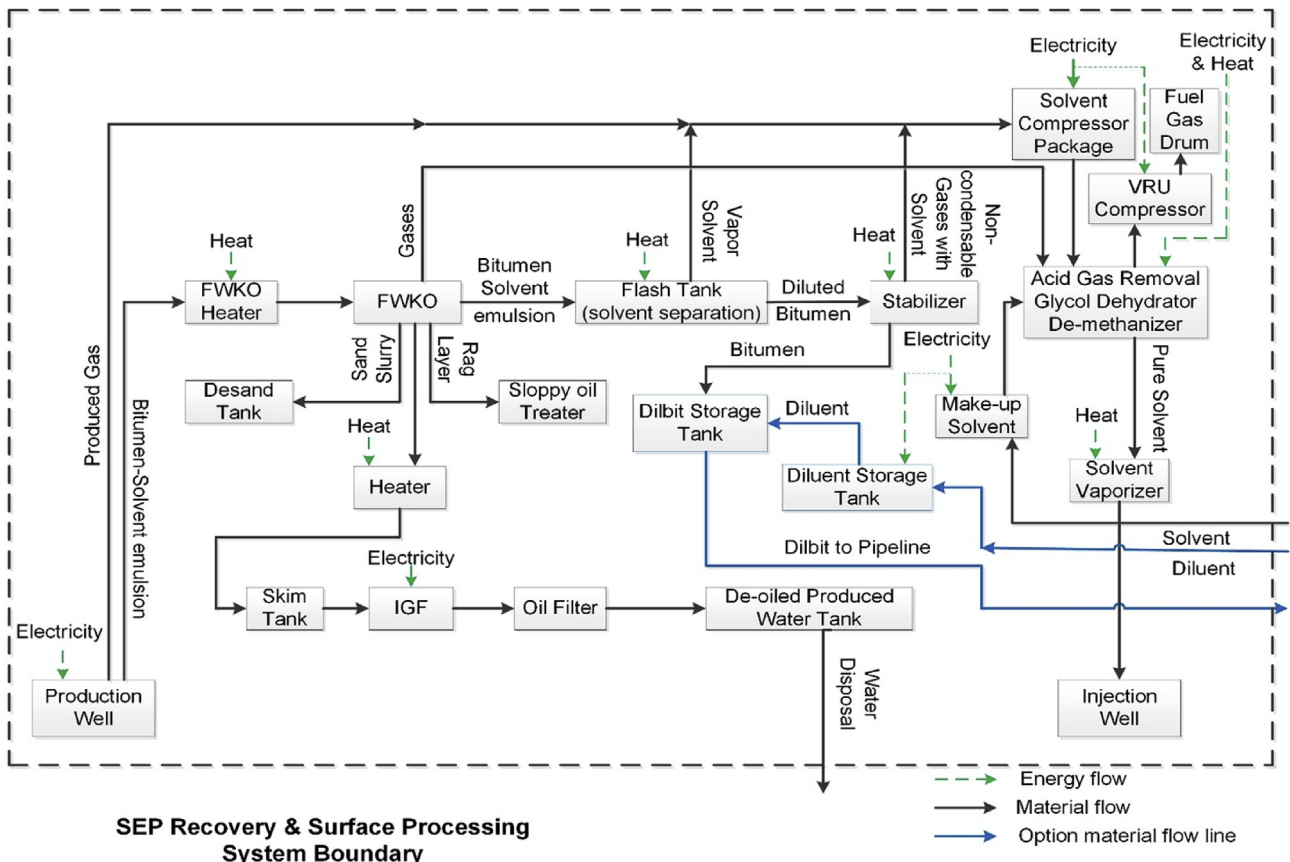 Electricity
Electricity
& Heat
Solvent
Compressor
Package
Fuel
Gas
Drum
VRU
Compressor
Gases
Vapor
Solvent
Non-
condensable
Gases with
Solvent
Heat
Heat
Heat
FWKO
Heater
FWKO
Bitumen
Solvent
emulsion
Flash Tank
(solvent separation)
Diluted
Bitumen
Stabilizer
Acid Gas Removal
Glycol Dehydrator
De-methanizer
Produced Gas
Bitumen-Solvent emulsion
Sand
Slurry
Rag
Layer
Bitumen
Electricity
Pure Solvent
Desand
Tank
Sloppy oil
Treater
Dilbit Storage
Tank
Diluent
Make-up
Solvent
Heat
Heat
Heater
Diluent Storage
Tank
Solvent
Vaporizer
Solvent
Dilbit to Pipeline
Diluent
Electricity
Skim
Tank
IGF
Oil Filter
De-oiled Produced
Water Tank
Electricity
Production
Well
Water
Disposal
Injection
Well
Energy flow
Material flow
Option material flow line
SEP Recovery & Surface Processing
System Boundary